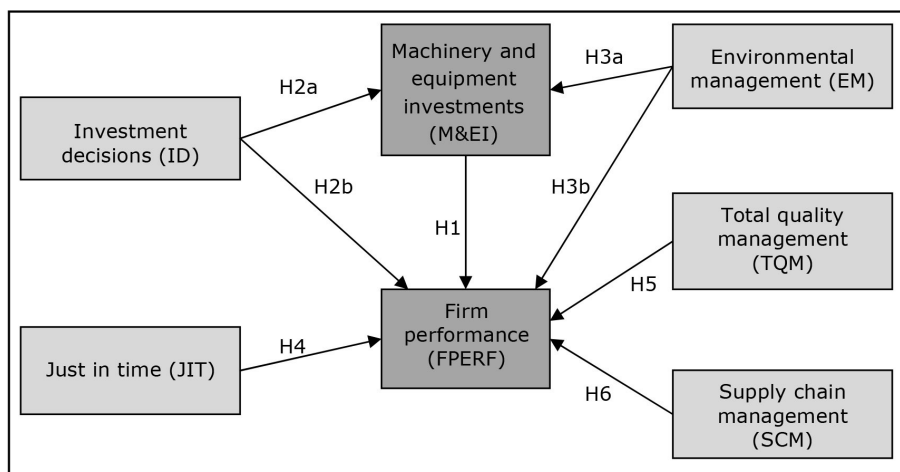 Machinery and
equipment
investments
(M&EI)
Environmental
management (EM)
H3a
H2a
Investment
decisions (ID)
H2b
H3b
H1
Total quality
management
(TQM)
H5
Firm
performance
(FPERF)
Just in time (JIT)
H4
H6
Supply chain
management
(SCM)